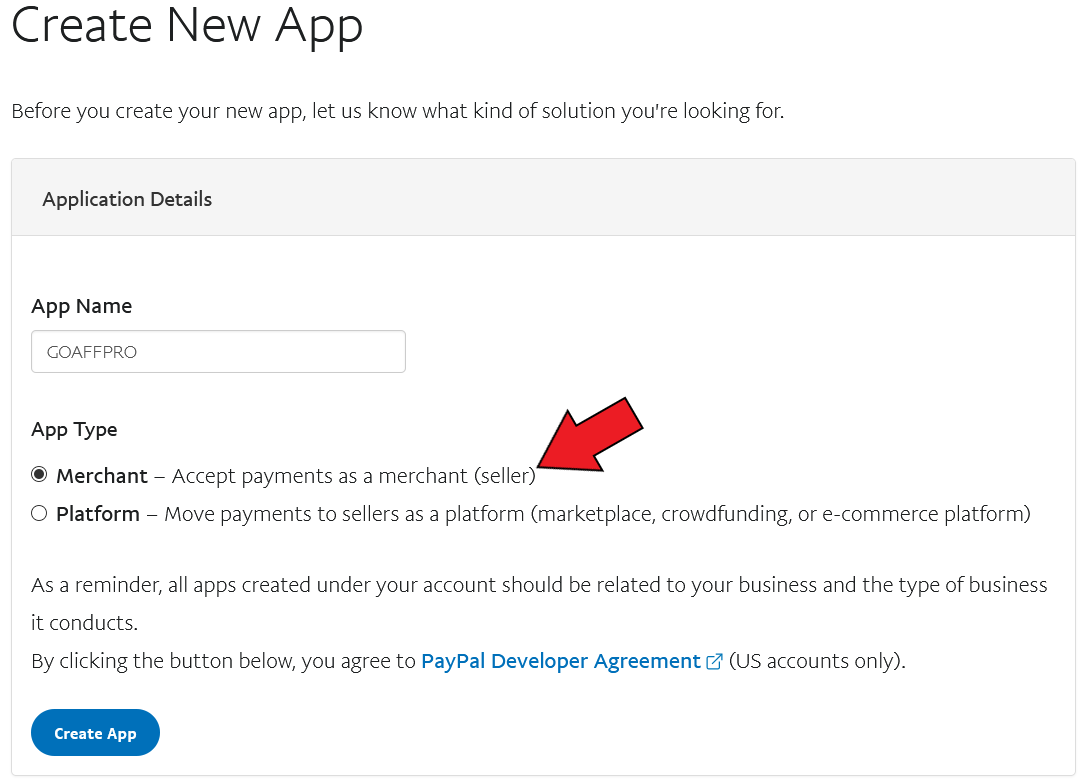 Create New App
Before you create your new app, let us know what kind of solution you're looking for.
Application Details
App Name
GOAFFPRO
App Type
Merchant – Accept payments as a merchant (seller)
Platform – Move payments to sellers as a platform (marketplace, crowdfunding, or e-commerce platform)
As a reminder, all apps created under your account should be related to your business and the type of business
it conducts.
By clicking the button below, you agree to PayPal Developer Agreement (US accounts only).
Create App